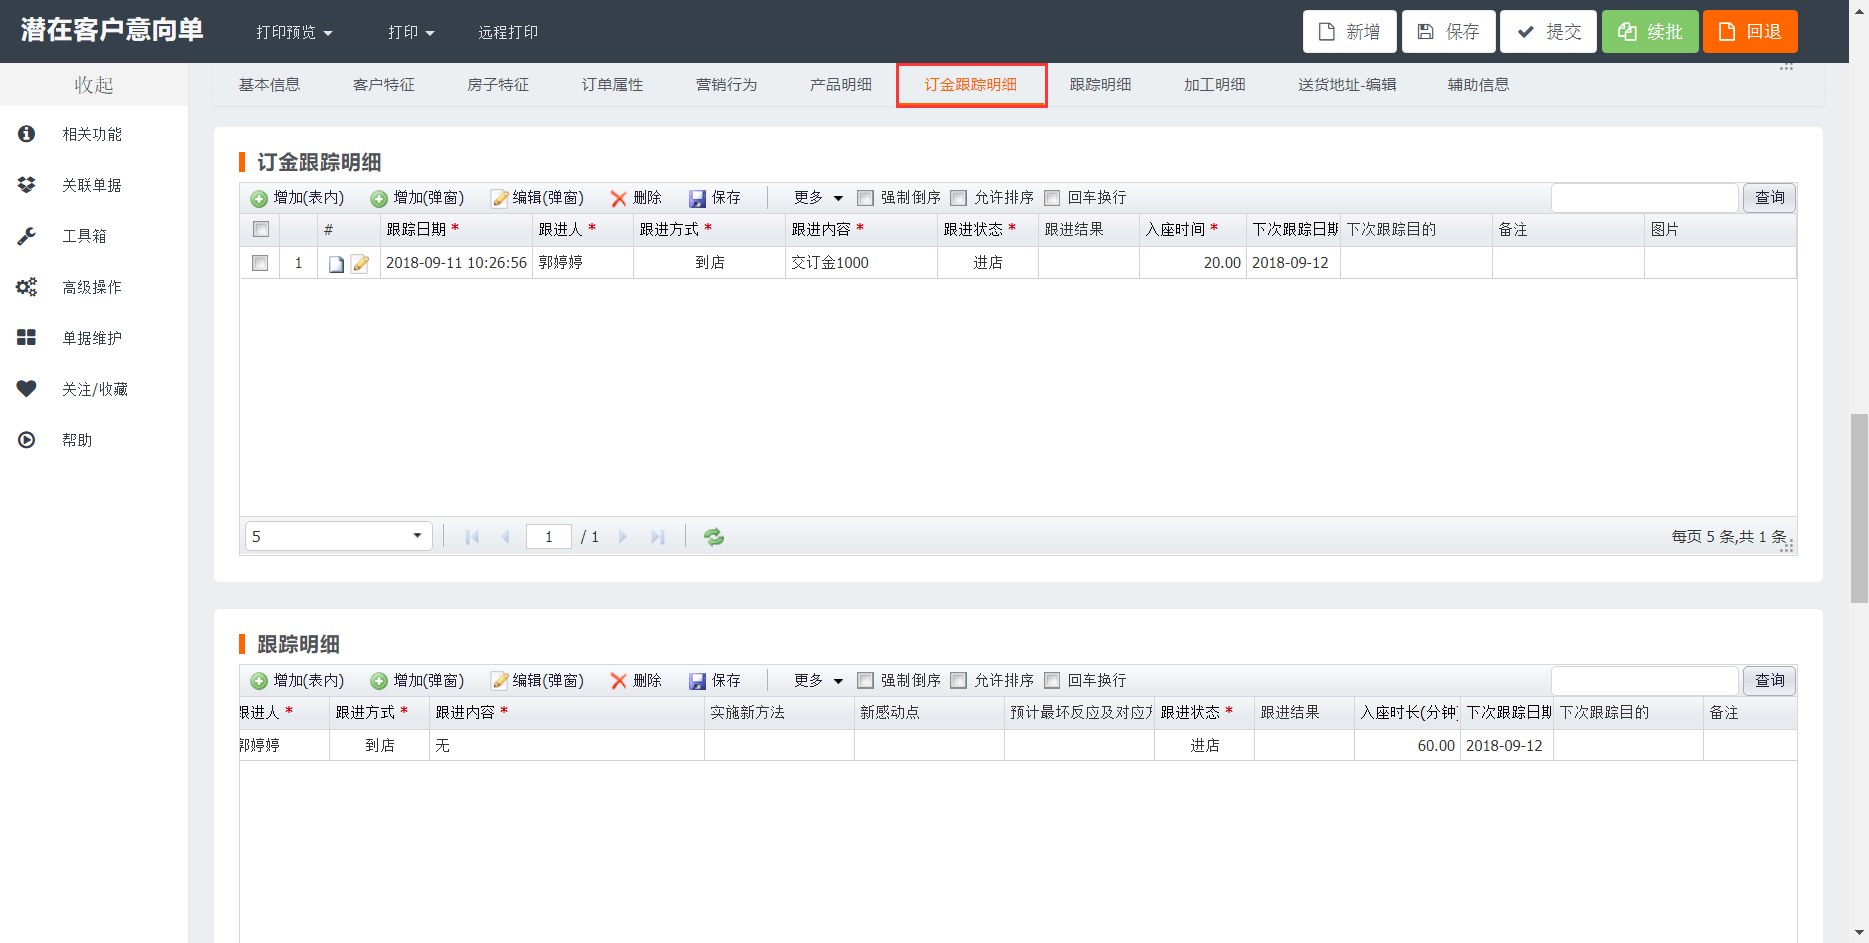 潜在客户意向单 打印预览 打印 远程打印 新增 保存 提交 续批 回退
收起 基本信息 客户特征 房子特征 订单属性 营销行为 产品明细 订金跟踪明细 跟踪明细 加工明细 送货地址-编辑 辅助信息
相关功能
关联单据
工具箱
高级操作
单据维护
关注/收藏
帮助
订金跟踪明细
增加(表内) 增加(弹窗) 编辑(弹窗) 删除 保存 更多 强制倒序 允许排序 回车换行 查询
# 跟踪日期 * 跟进人 * 跟进方式 * 跟进内容 * 跟进状态 * 跟进结果 入座时间 * 下次跟踪日期 下次跟踪目的 备注 图片
1 2018-09-11 10:26:56 郭婷婷 到店 交订金1000 进店 20.00 2018-09-12
5 1 / 1 每页 5 条,共 1 条
跟踪明细
增加(表内) 增加(弹窗) 编辑(弹窗) 删除 保存 更多 强制倒序 允许排序 回车换行 查询
跟进人 * 跟进方式 * 跟进内容 * 实施新方法 新感动点 预计最坏反应及对应方 跟进状态 * 跟进结果 入座时长(分钟) 下次跟踪日期 下次跟踪目的 备注
郭婷婷 到店 无 进店 60.00 2018-09-12